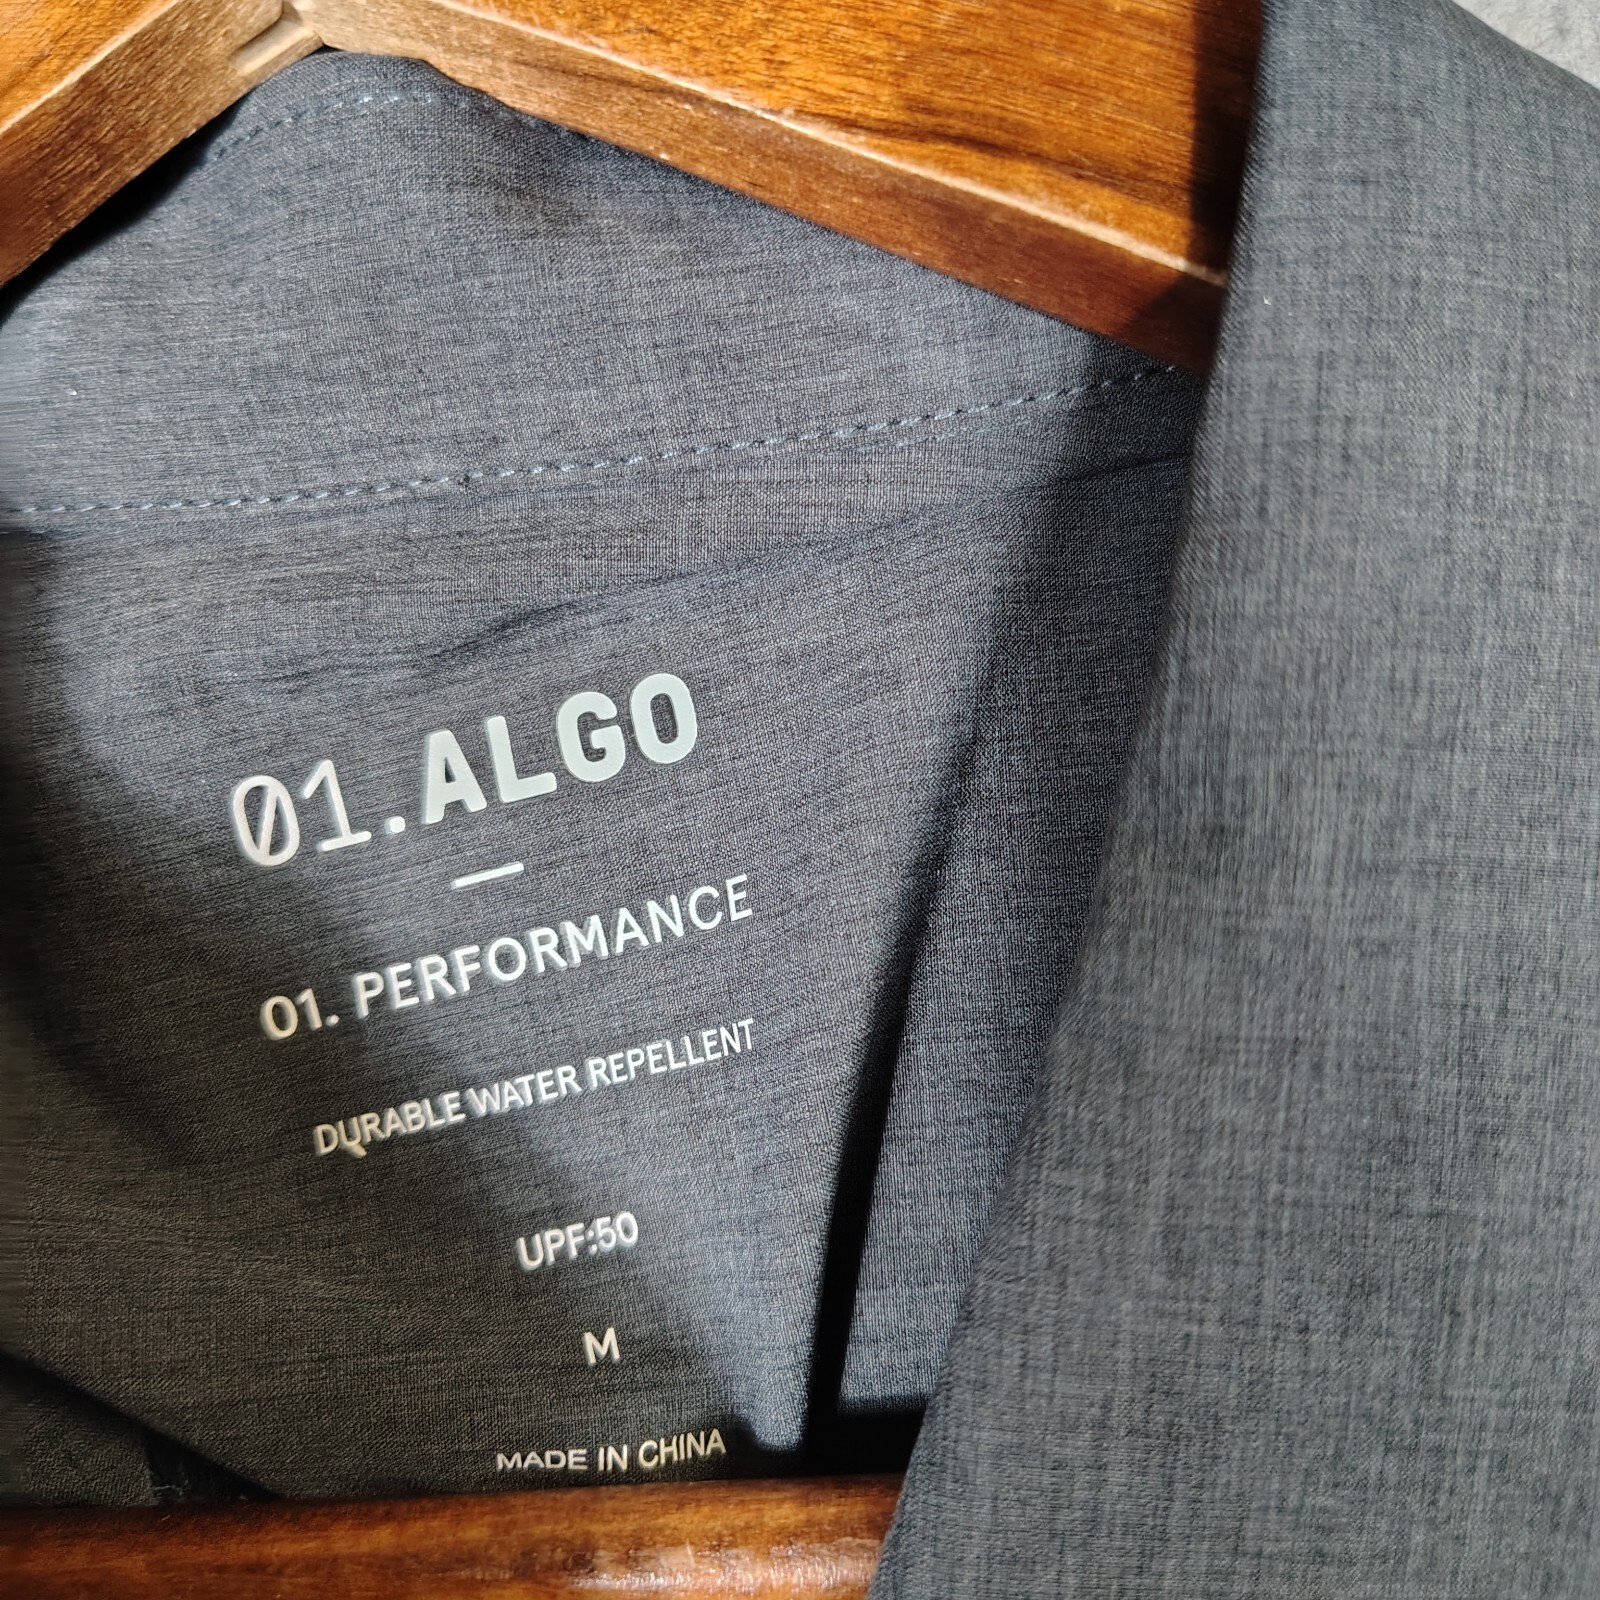 01.ALGO
—
01. PERFORMANCE
DURABLE WATER REPELLENT
UPF:50
M
MADE IN CHINA